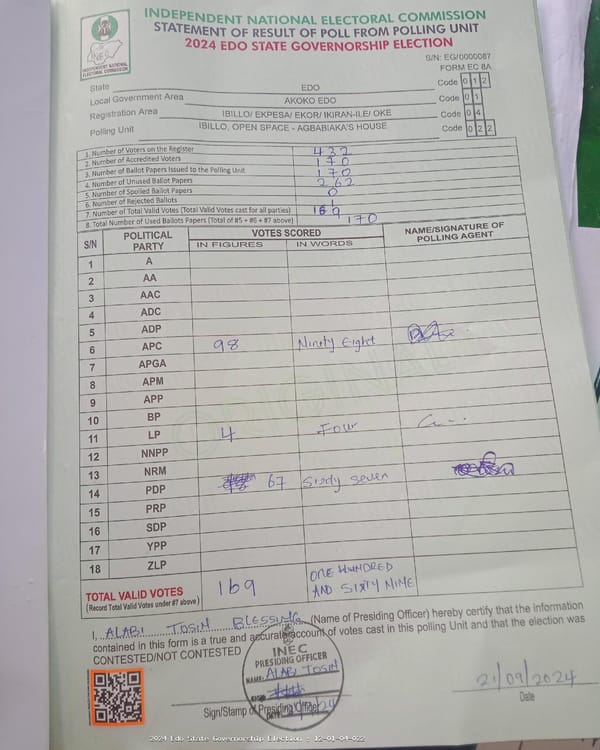 INDEPENDENT NATIONAL ELECTORAL COMMISSION
STATEMENT OF RESULT OF POLL FROM POLLING UNIT
2024 EDO STATE GOVERNORSHIP ELECTION
INDEPENDENT NATIONAL
ELECTORAL COMMISSION
S/N: EG/0000087
FORM EC 8A
State EDO Code 0 1 2
Local Government Area AKOKO EDO Code 0 1
Registration Area IBILLO/ EKPESA/ EKOR/ IKIRAN-ILE/ OKE Code 0 4
Polling Unit IBILLO, OPEN SPACE - AGBABIAKA'S HOUSE Code 0 2 2
1. Number of Voters on the Register 432
2. Number of Accredited Voters 170
3. Number of Ballot Papers Issued to the Polling Unit 170
4. Number of Unused Ballot Papers 262
5. Number of Spoiled Ballot Papers 0
6. Number of Rejected Ballots 1
7. Number of Total Valid Votes (Total Valid Votes cast for all parties) 169
8. Total Number of Used Ballots Papers (Total of #5 + #6 + #7 above) 170
S/N POLITICAL PARTY VOTES SCORED NAME/SIGNATURE OF POLLING AGENT
IN FIGURES IN WORDS
1 A
2 AA
3 AAC
4 ADC
5 ADP
6 APC 98 Ninety Eight
7 APGA
8 APM
9 APP
10 BP
11 LP 4 Four
12 NNPP
13 NRM
14 PDP 67 Sixty Seven
15 PRP
16 SDP
17 YPP
18 ZLP
TOTAL VALID VOTES 169 ONE HUNDRED
(Record Total Valid Votes under #7 above) AND SIXTY NINE
I, ALABI TOSIN BLESSING (Name of Presiding Officer) hereby certify that the information
contained in this form is a true and accurate account of votes cast in this polling Unit and that the election was
CONTESTED/NOT CONTESTED
INEC
PRESIDING OFFICER
NAME: ALABI TOSIN
SIGN
DATE
Sign/Stamp of Presiding Officer
21/09/2024
Date
2024 Edo State Governorship Election - 12-01-04-022